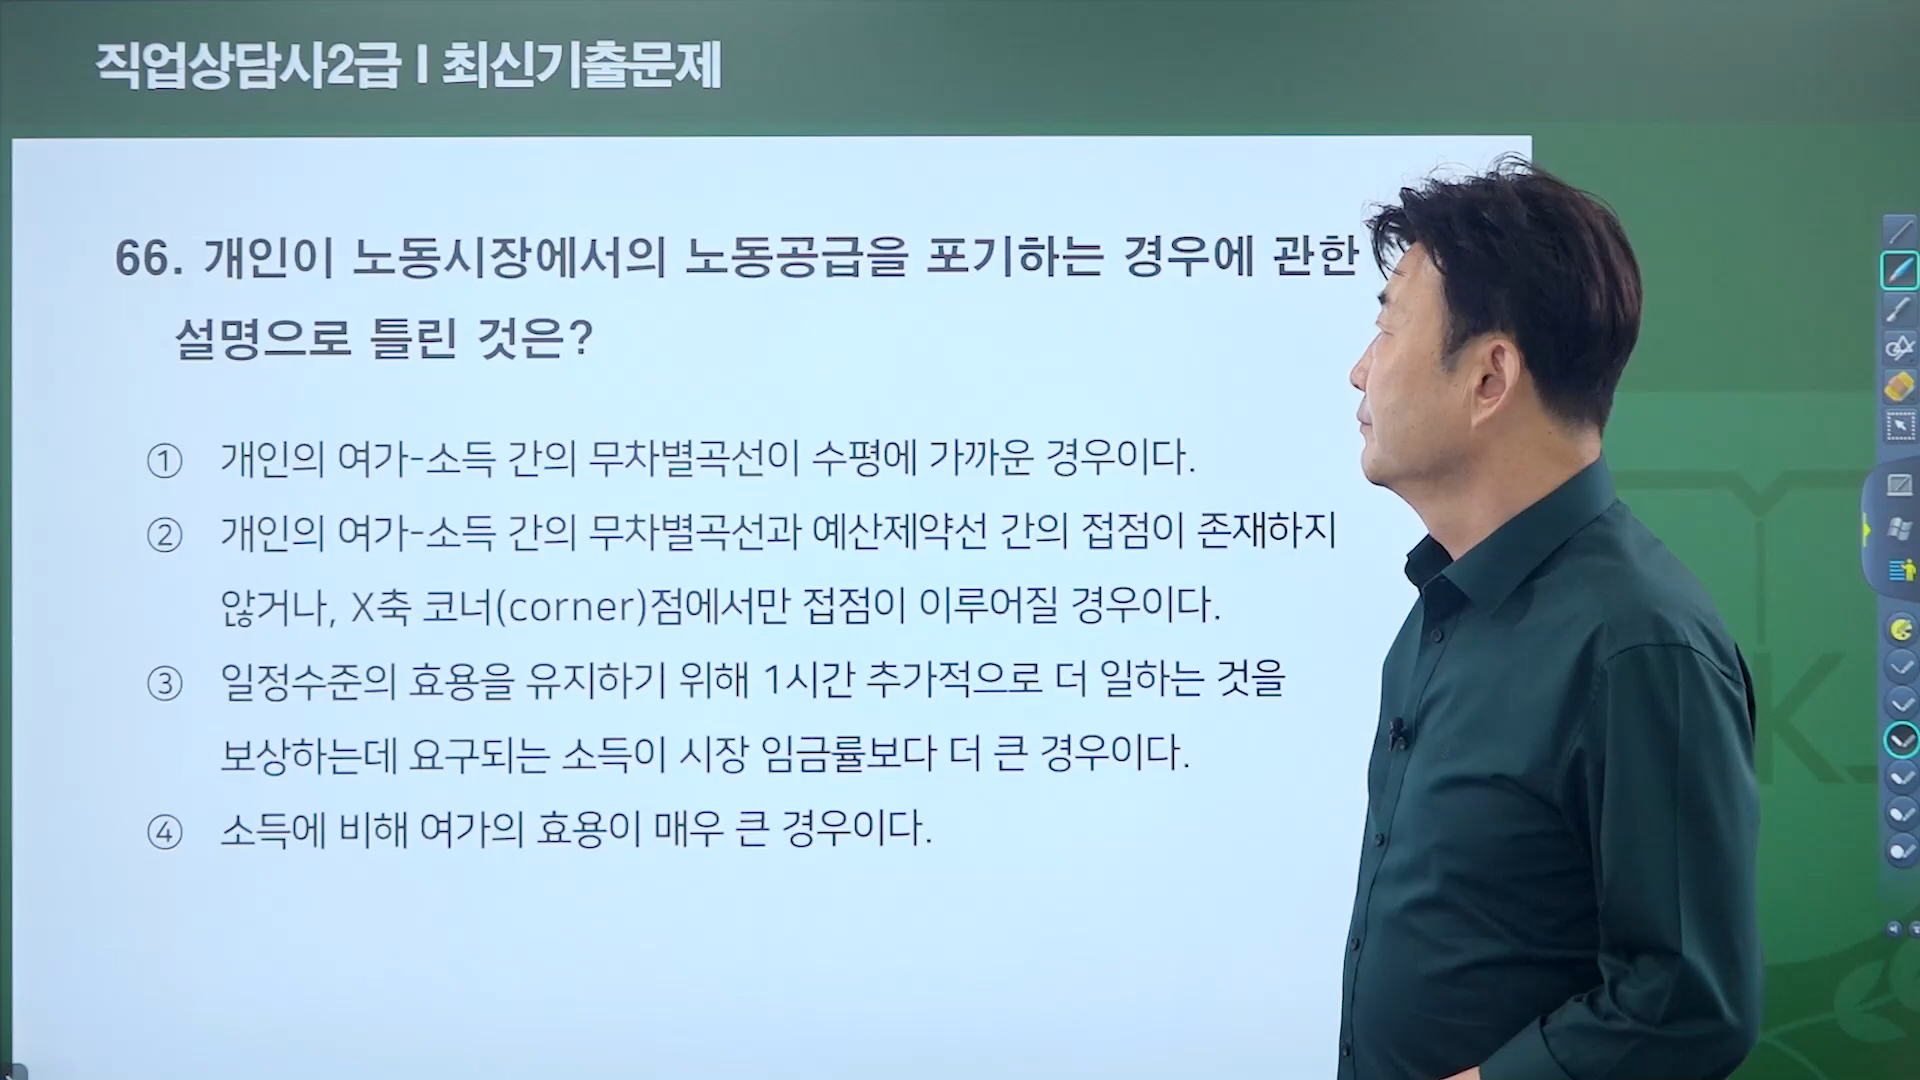 직업상담사2급 I 최신기출문제
66. 개인이 노동시장에서의 노동공급을 포기하는 경우에 관한
설명으로 틀린 것은?
① 개인의 여가-소득 간의 무차별곡선이 수평에 가까운 경우이다.
② 개인의 여가-소득 간의 무차별곡선과 예산제약선 간의 접점이 존재하지
않거나, X축 코너(corner)점에서만 접점이 이루어질 경우이다.
③ 일정수준의 효용을 유지하기 위해 1시간 추가적으로 더 일하는 것을
보상하는데 요구되는 소득이 시장 임금률보다 더 큰 경우이다.
④ 소득에 비해 여가의 효용이 매우 큰 경우이다.